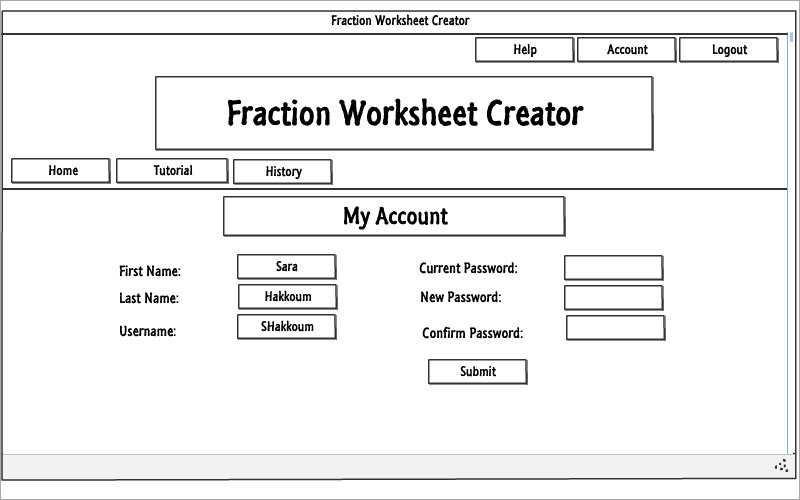 Fraction Worksheet Creator
Help Account Logout
Fraction Worksheet Creator
Home Tutorial History
My Account
First Name: Sara Current Password:
Last Name: Hakkoum New Password:
Username: SHakkoum Confirm Password:
Submit